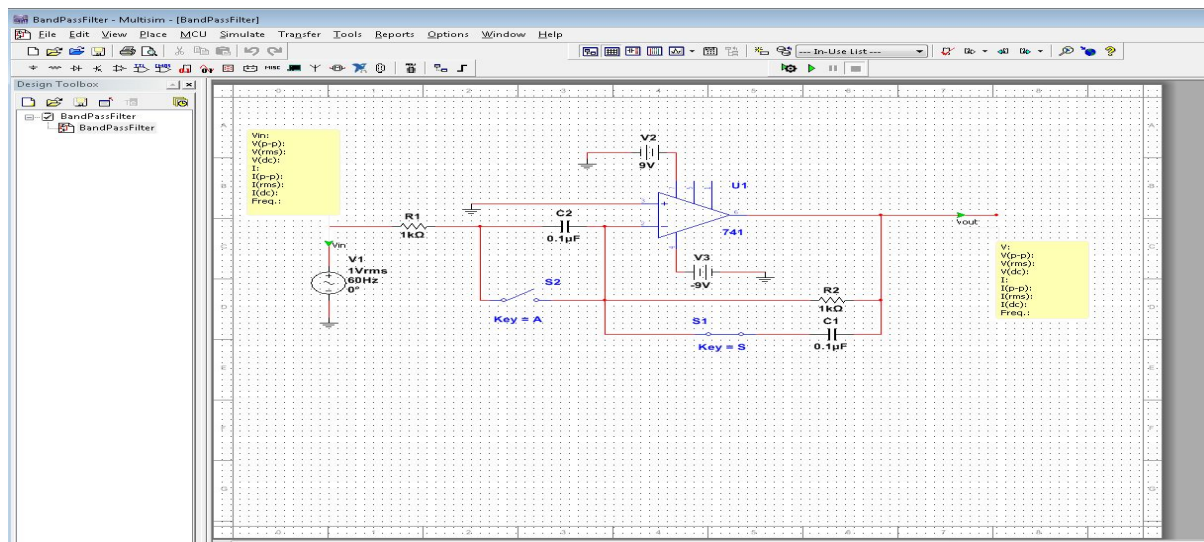 BandPassFilter - Multisim - [BandPassFilter]
File Edit View Place MCU Simulate Transfer Tools Reports Options Window Help
--- In-Use List ---
MISC
Design Toolbox
BandPassFilter
BandPassFilter
Vin:
V(p-p):
V(rms):
V(dc):
I:
I(p-p):
I(rms):
I(dc):
Freq.:
V2
9V
U1
741
R1
1kΩ
C2
0.1µF
Vin
V1
1Vrms
60Hz
0°
S2
Key = A
V3
-9V
R2
1kΩ
S1
Key = S
C1
0.1µF
Vout
V:
V(p-p):
V(rms):
V(dc):
I:
I(p-p):
I(rms):
I(dc):
Freq.: